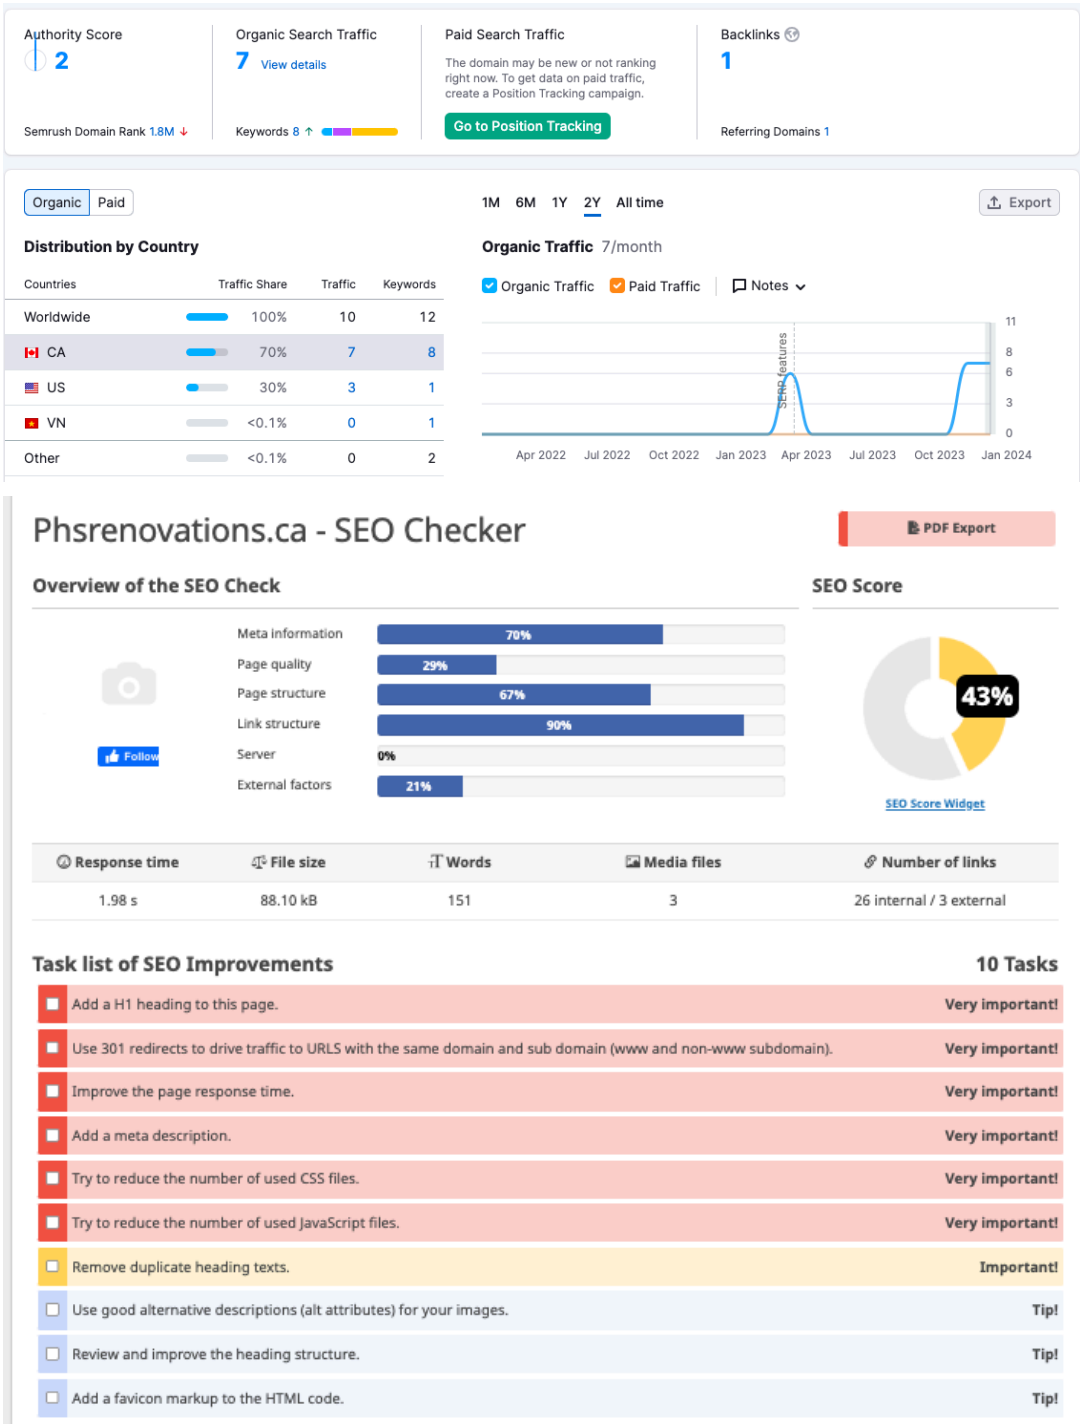 Authority Score
2
Semrush Domain Rank 1.8M ↓
Organic Search Traffic
7 View details
Keywords 8 ↑
Paid Search Traffic
The domain may be new or not ranking
right now. To get data on paid traffic,
create a Position Tracking campaign.
Go to Position Tracking
Backlinks
1
Referring Domains 1
Organic Paid
Distribution by Country
Countries Traffic Share Traffic Keywords
Worldwide 100% 10 12
CA 70% 7 8
US 30% 3 1
VN <0.1% 0 1
Other <0.1% 0 2
1M 6M 1Y 2Y All time
Export
Organic Traffic 7/month
Organic Traffic Paid Traffic Notes
SERP features
11
8
6
3
0
Apr 2022 Jul 2022 Oct 2022 Jan 2023 Apr 2023 Jul 2023 Oct 2023 Jan 2024
Phsrenovations.ca - SEO Checker
PDF Export
Overview of the SEO Check
SEO Score
Follow
Meta information 70%
Page quality 29%
Page structure 67%
Link structure 90%
Server 0%
External factors 21%
43%
SEO Score Widget
Response time File size Words Media files Number of links
1.98 s 88.10 kB 151 3 26 internal / 3 external
Task list of SEO Improvements 10 Tasks
Add a H1 heading to this page. Very important!
Use 301 redirects to drive traffic to URLS with the same domain and sub domain (www and non-www subdomain). Very important!
Improve the page response time. Very important!
Add a meta description. Very important!
Try to reduce the number of used CSS files. Very important!
Try to reduce the number of used JavaScript files. Very important!
Remove duplicate heading texts. Important!
Use good alternative descriptions (alt attributes) for your images. Tip!
Review and improve the heading structure. Tip!
Add a favicon markup to the HTML code. Tip!